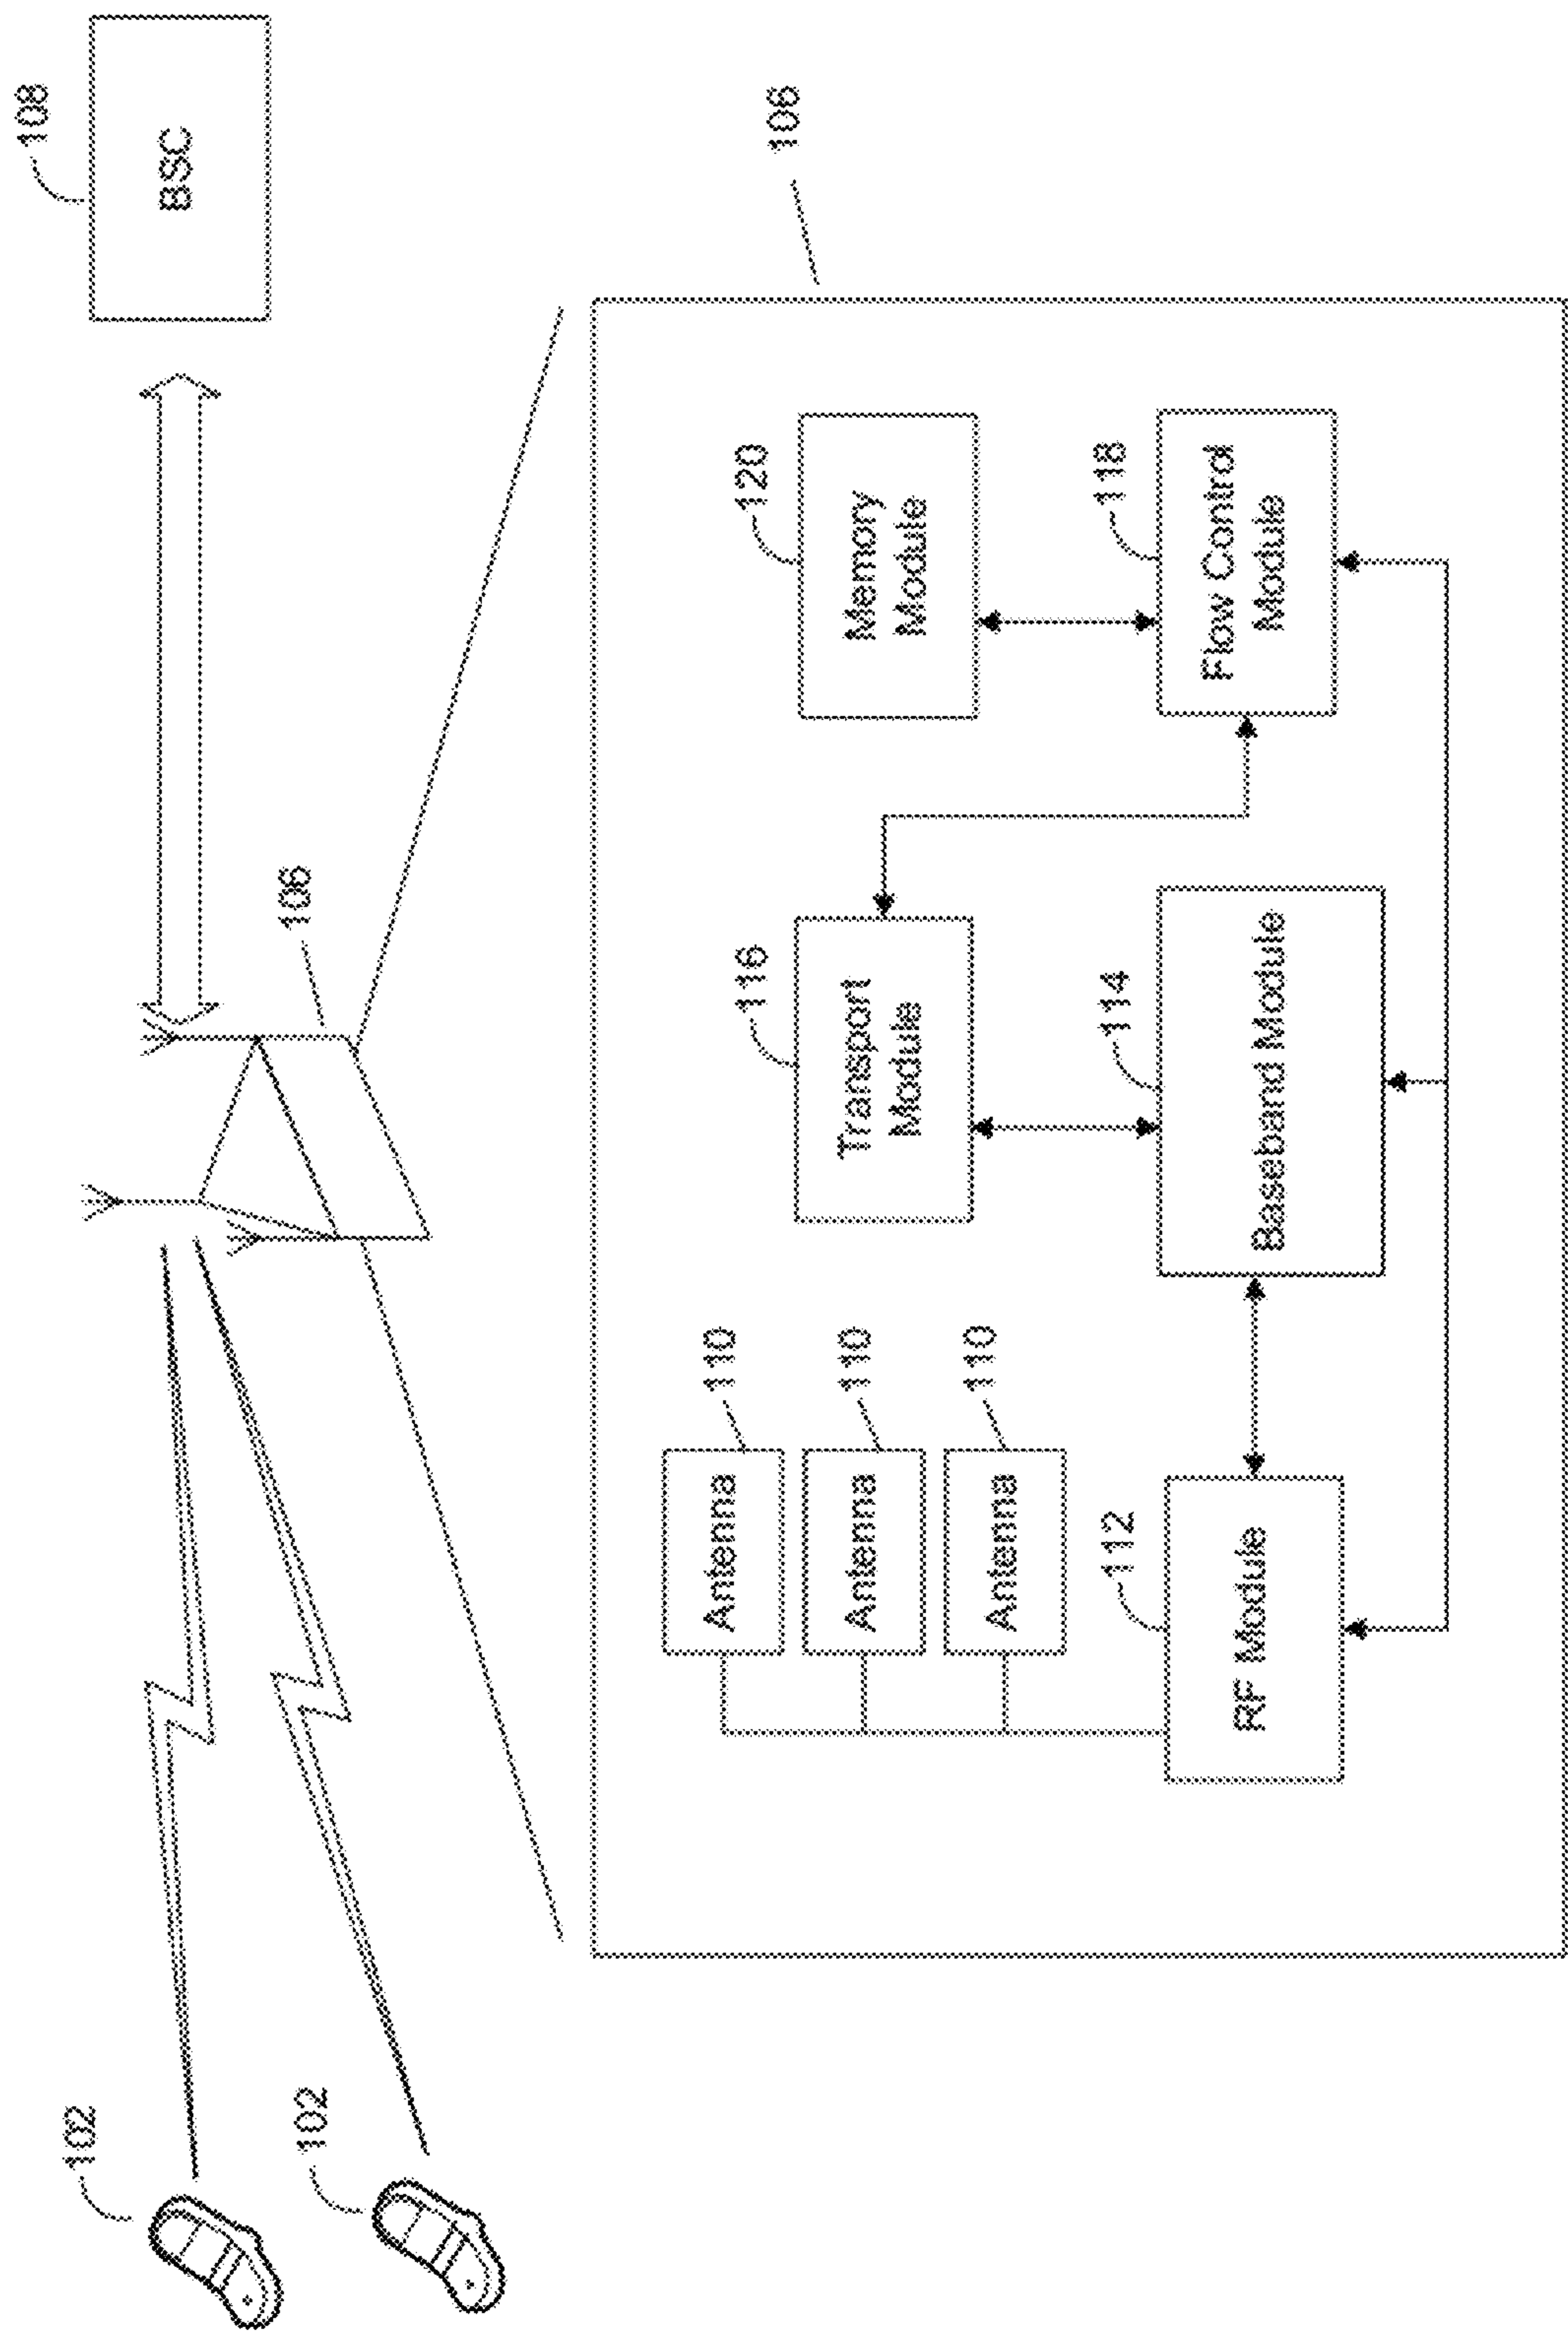 102
102
106
108
BSC
106
Antenna
110
Antenna
110
Antenna
110
112
RF Module
116
Transport
Module
114
Baseband Module
120
Memory
Module
118
Flow Control
Module